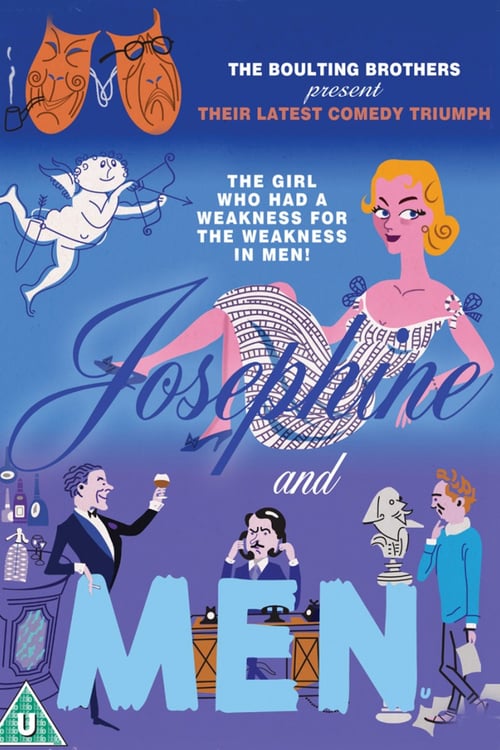 THE BOULTING BROTHERS
present
THEIR LATEST COMEDY TRIUMPH
THE GIRL
WHO HAD A
WEAKNESS FOR
THE WEAKNESS
IN MEN!
Josephine
and
MEN
U
U